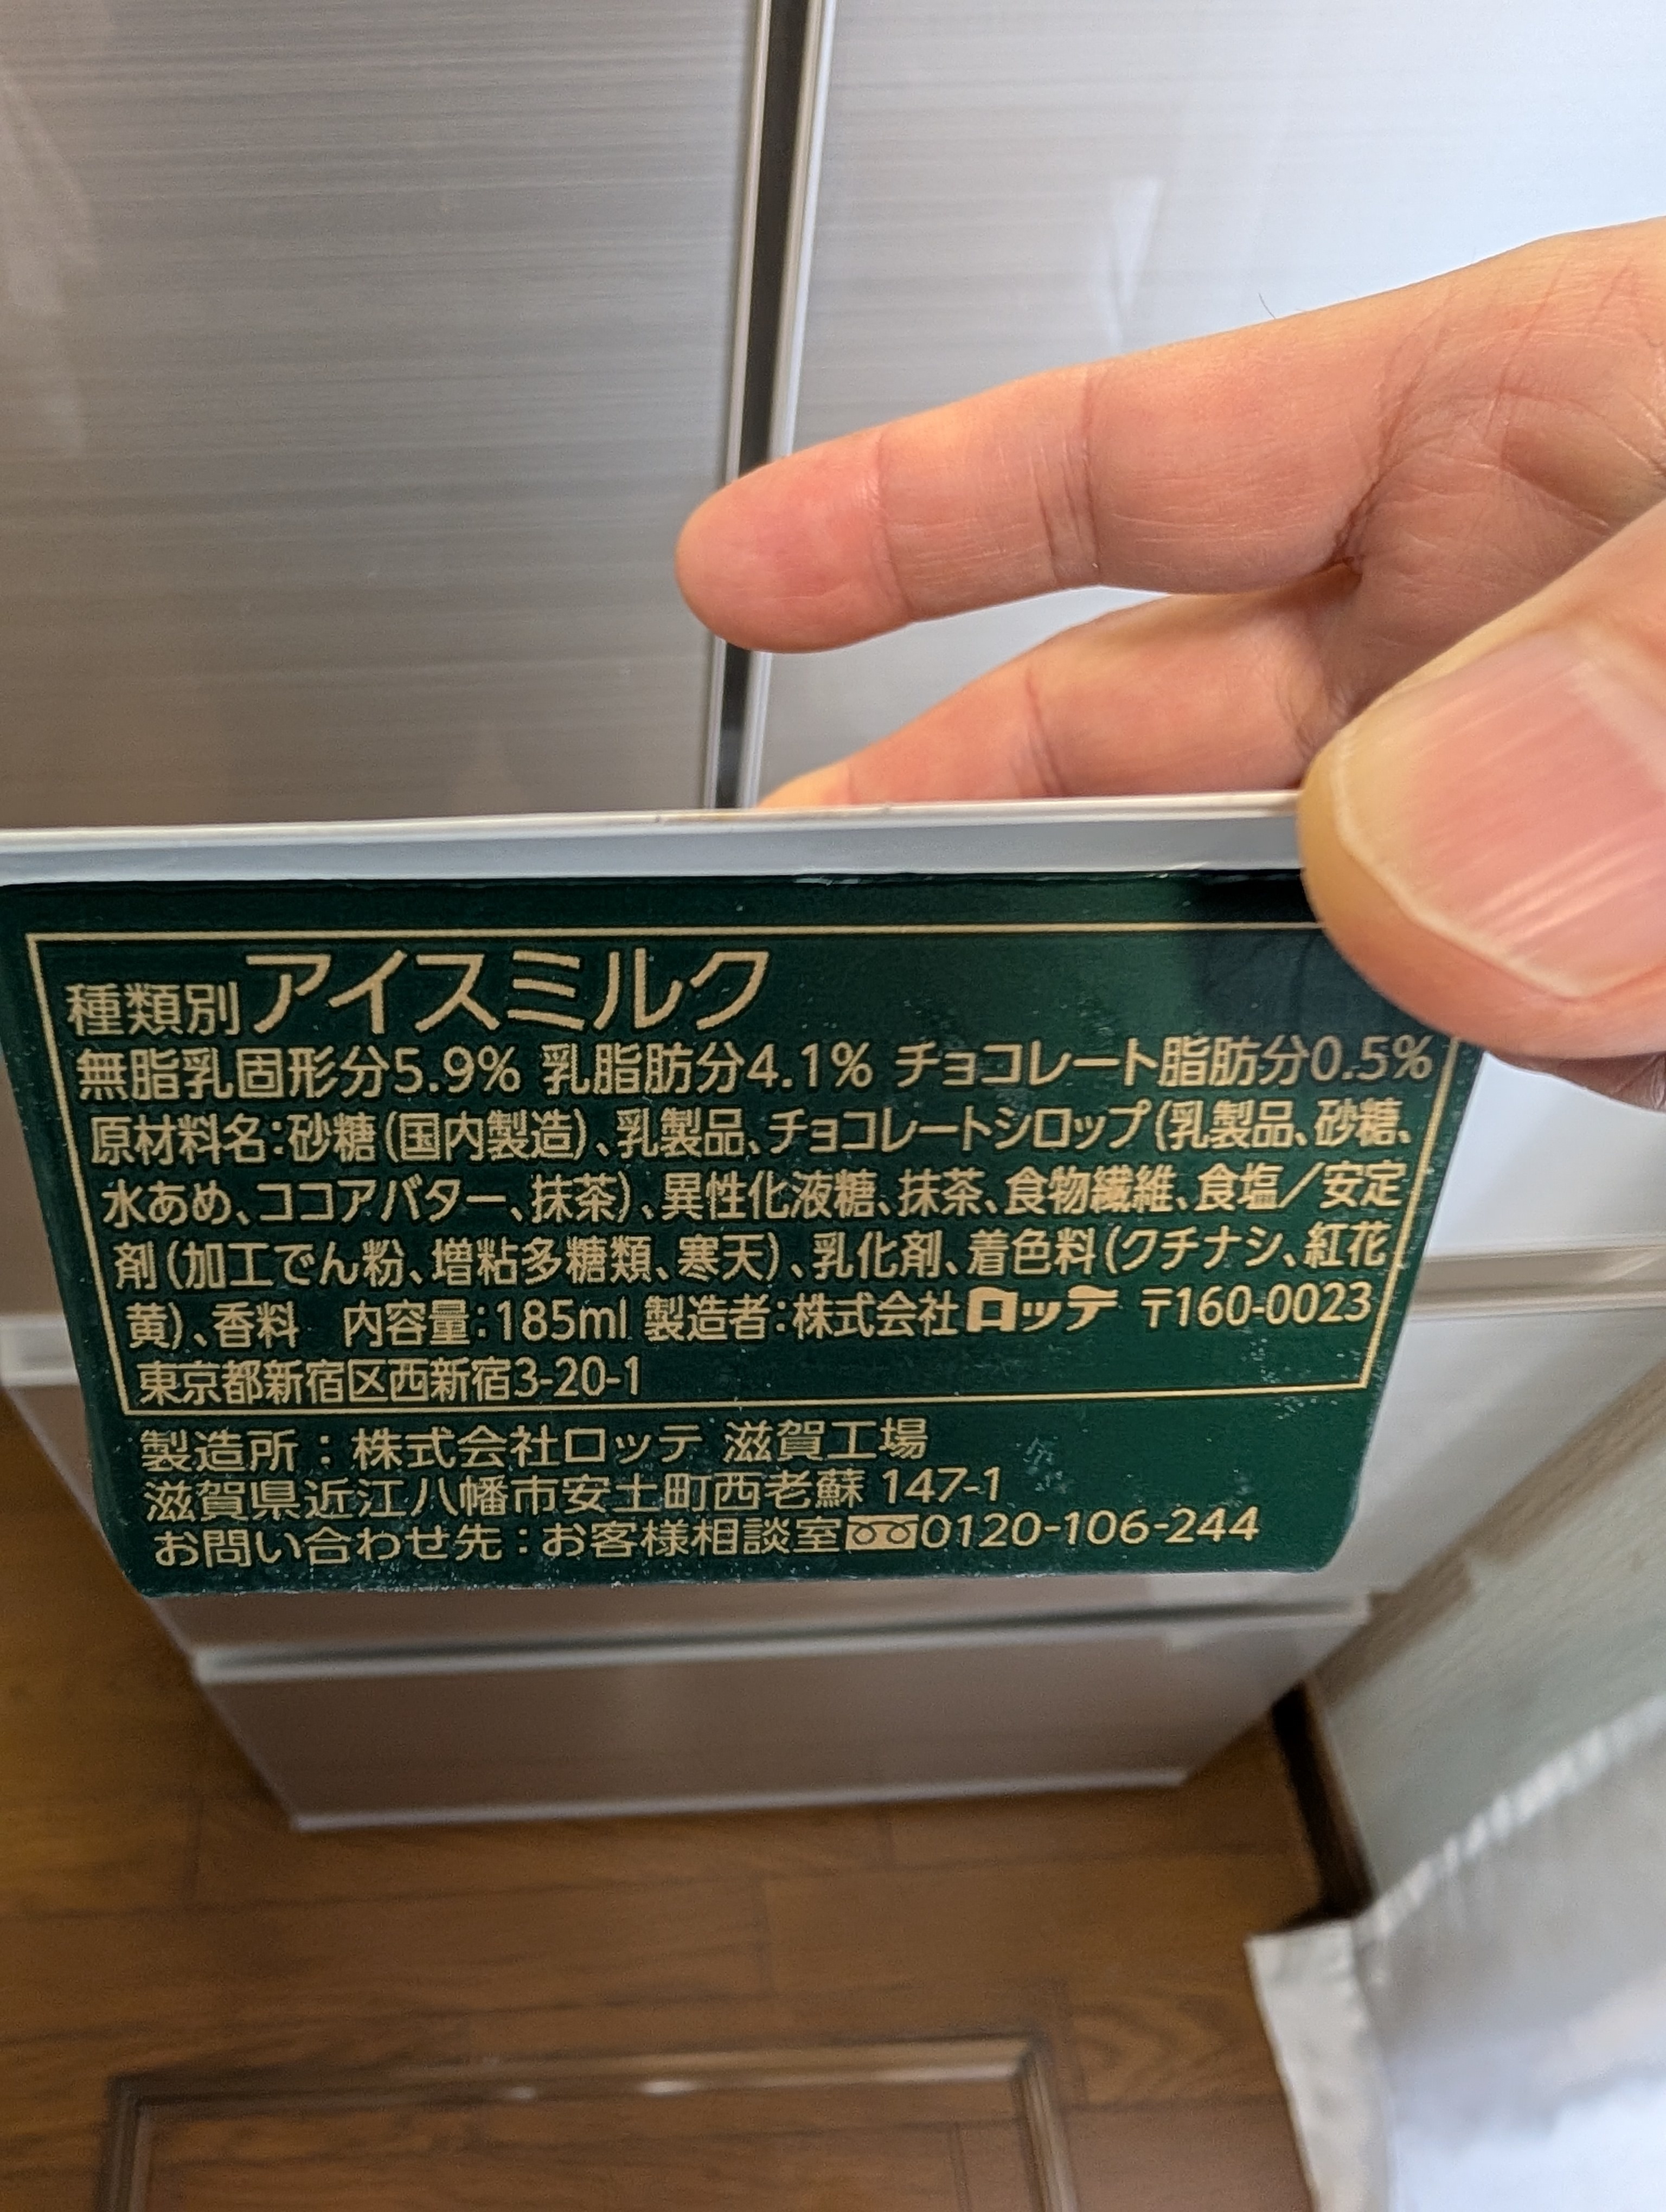 種類別アイスミルク
無脂乳固形分5.9% 乳脂肪分4.1% チョコレート脂肪分0.5%
原材料名:砂糖(国内製造)、乳製品、チョコレートシロップ(乳製品、砂糖、
水あめ、ココアバター、抹茶)、異性化液糖、抹茶、食物繊維、食塩/安定
剤(加工でん粉、増粘多糖類、寒天)、乳化剤、着色料(クチナシ、紅花
黄)、香料 内容量:185ml 製造者:株式会社ロッテ 〒160-0023
東京都新宿区西新宿3-20-1
製造所:株式会社ロッテ 滋賀工場
滋賀県近江八幡市安土町西老蘇 147-1
お問い合わせ先:お客様相談室0120-106-244